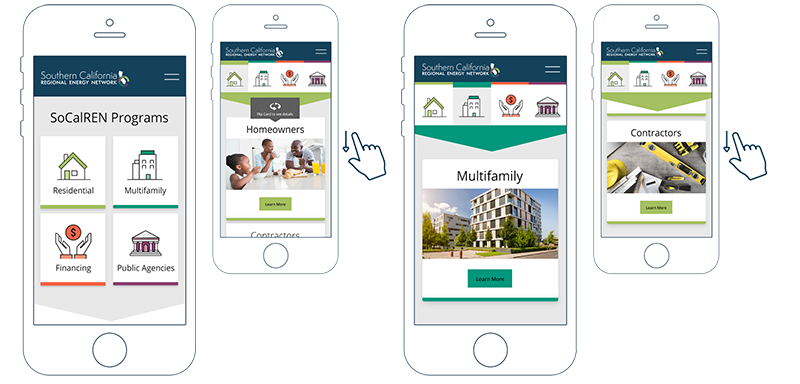 Southern California
REGIONAL ENERGY NETWORK
SoCalREN Programs
Residential
Multifamily
Financing
Public Agencies
Southern California
REGIONAL ENERGY NETWORK
Flip Card to see details
Homeowners
Learn More
Contractors
Southern California
REGIONAL ENERGY NETWORK
Multifamily
Learn More
Southern California
REGIONAL ENERGY NETWORK
Contractors
Learn More